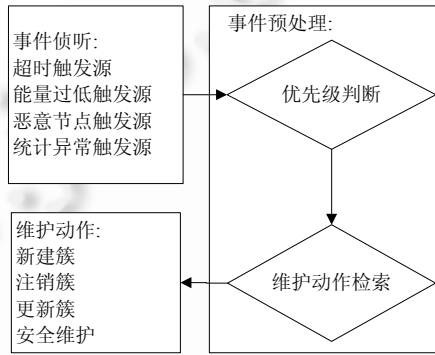 事件侦听:
超时触发源
能量过低触发源
恶意节点触发源
统计异常触发源
事件预处理:
优先级判断
维护动作检索
维护动作:
新建簇
注销簇
更新簇
安全维护